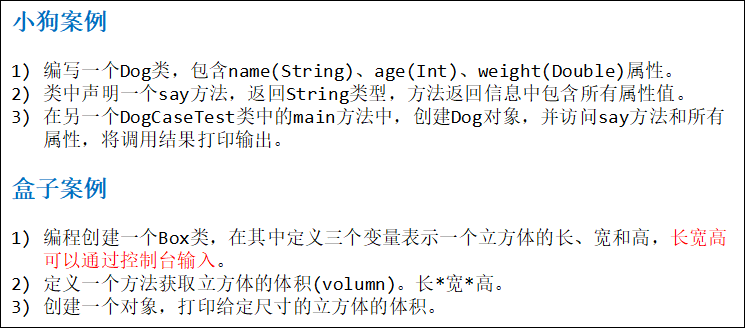 小狗案例
1) 编写一个Dog类，包含name(String)、age(Int)、weight(Double)属性。
2) 类中声明一个say方法，返回String类型，方法返回信息中包含所有属性值。
3) 在另一个DogCaseTest类中的main方法中，创建Dog对象，并访问say方法和所有
属性，将调用结果打印输出。
盒子案例
1) 编程创建一个Box类，在其中定义三个变量表示一个立方体的长、宽和高，长宽高
可以通过控制台输入。
2) 定义一个方法获取立方体的体积(volumn)。长*宽*高。
3) 创建一个对象，打印给定尺寸的立方体的体积。